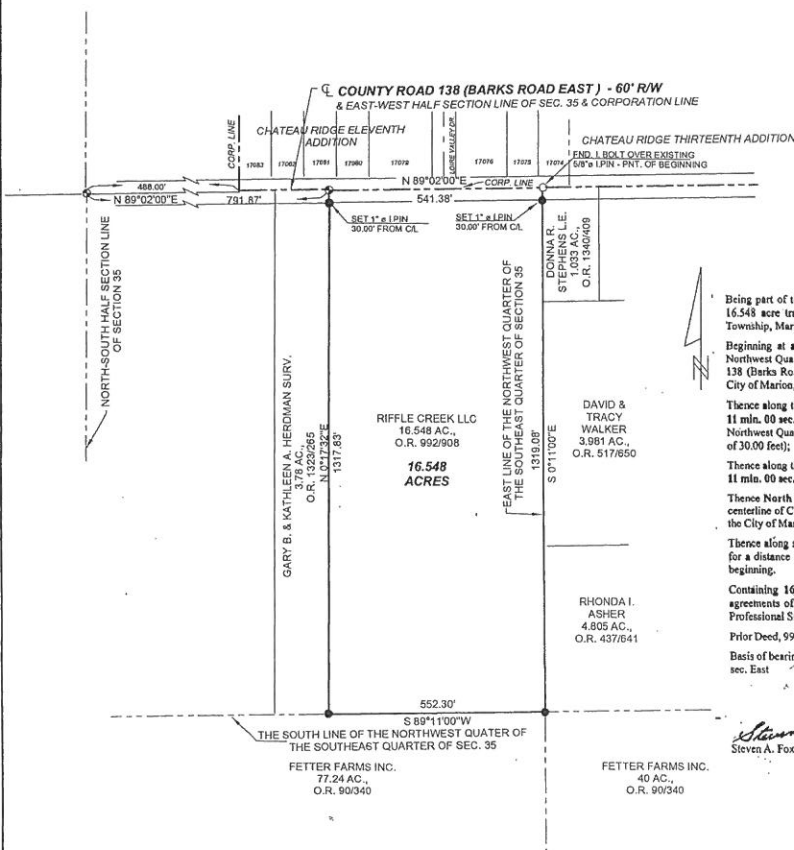 ℄ COUNTY ROAD 138 (BARKS ROAD EAST ) - 60' R/W
& EAST-WEST HALF SECTION LINE OF SEC. 35 & CORPORATION LINE
CORP. LINE
CHATEAU RIDGE ELEVENTH
ADDITION
17083
17082
17081
17080
17079
LOIRE VALLEY DR.
17076
17075
17074
CHATEAU RIDGE THIRTEENTH ADDITION
FND. I. BOLT OVER EXISTING
5/8"ø I.PIN - PNT. OF BEGINNING
N 89°02'00"E
CORP. LINE
488.00'
N 89°02'00"E
791.87'
541.38'
SET 1" ø I.PIN
30.00' FROM C/L
SET 1" ø I.PIN
30.00' FROM C/L
NORTH-SOUTH HALF SECTION LINE
OF SECTION 35
GARY B. & KATHLEEN A. HERDMAN SURV.
3.78 AC.,
O.R. 1323/265
N 0°17'32"E
1317.83'
RIFFLE CREEK LLC
16.548 AC.,
O.R. 992/908
16.548
ACRES
EAST LINE OF THE NORTHWEST QUARTER OF
THE SOUTHEAST QUARTER OF SECTION 35
1319.08'
S 0°11'00"E
DONNA R.
STEPHENS L.E.
1.033 AC.,
O.R. 1340/409
DAVID &
TRACY
WALKER
3.981 AC.,
O.R. 517/650
RHONDA I.
ASHER
4.805 AC.,
O.R. 437/641
N
552.30'
S 89°11'00"W
THE SOUTH LINE OF THE NORTHWEST QUATER OF
THE SOUTHEAST QUARTER OF SEC. 35
FETTER FARMS INC.
77.24 AC.,
O.R. 90/340
FETTER FARMS INC.
40 AC.,
O.R. 90/340
Being part of t
16.548 acre tr
Township, Mar
Beginning at a
Northwest Qua
138 (Barks Ro
City of Marion,
Thence along t
11 min. 00 sec.
Northwest Quar
of 30.00 feet);
Thence along t
11 min. 00 sec.
Thence North
centerline of C
the City of Ma
Thence along s
for a distance
beginning.
Containing 16
agreements of
Professional S
Prior Deed, 99
Basis of bearin
sec. East
Steven
Steven A. Fox